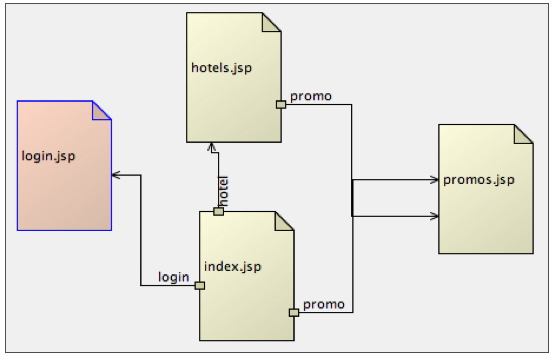 hotels.jsp
promo
login.jsp
promos.jsp
hotel
index.jsp
login
promo